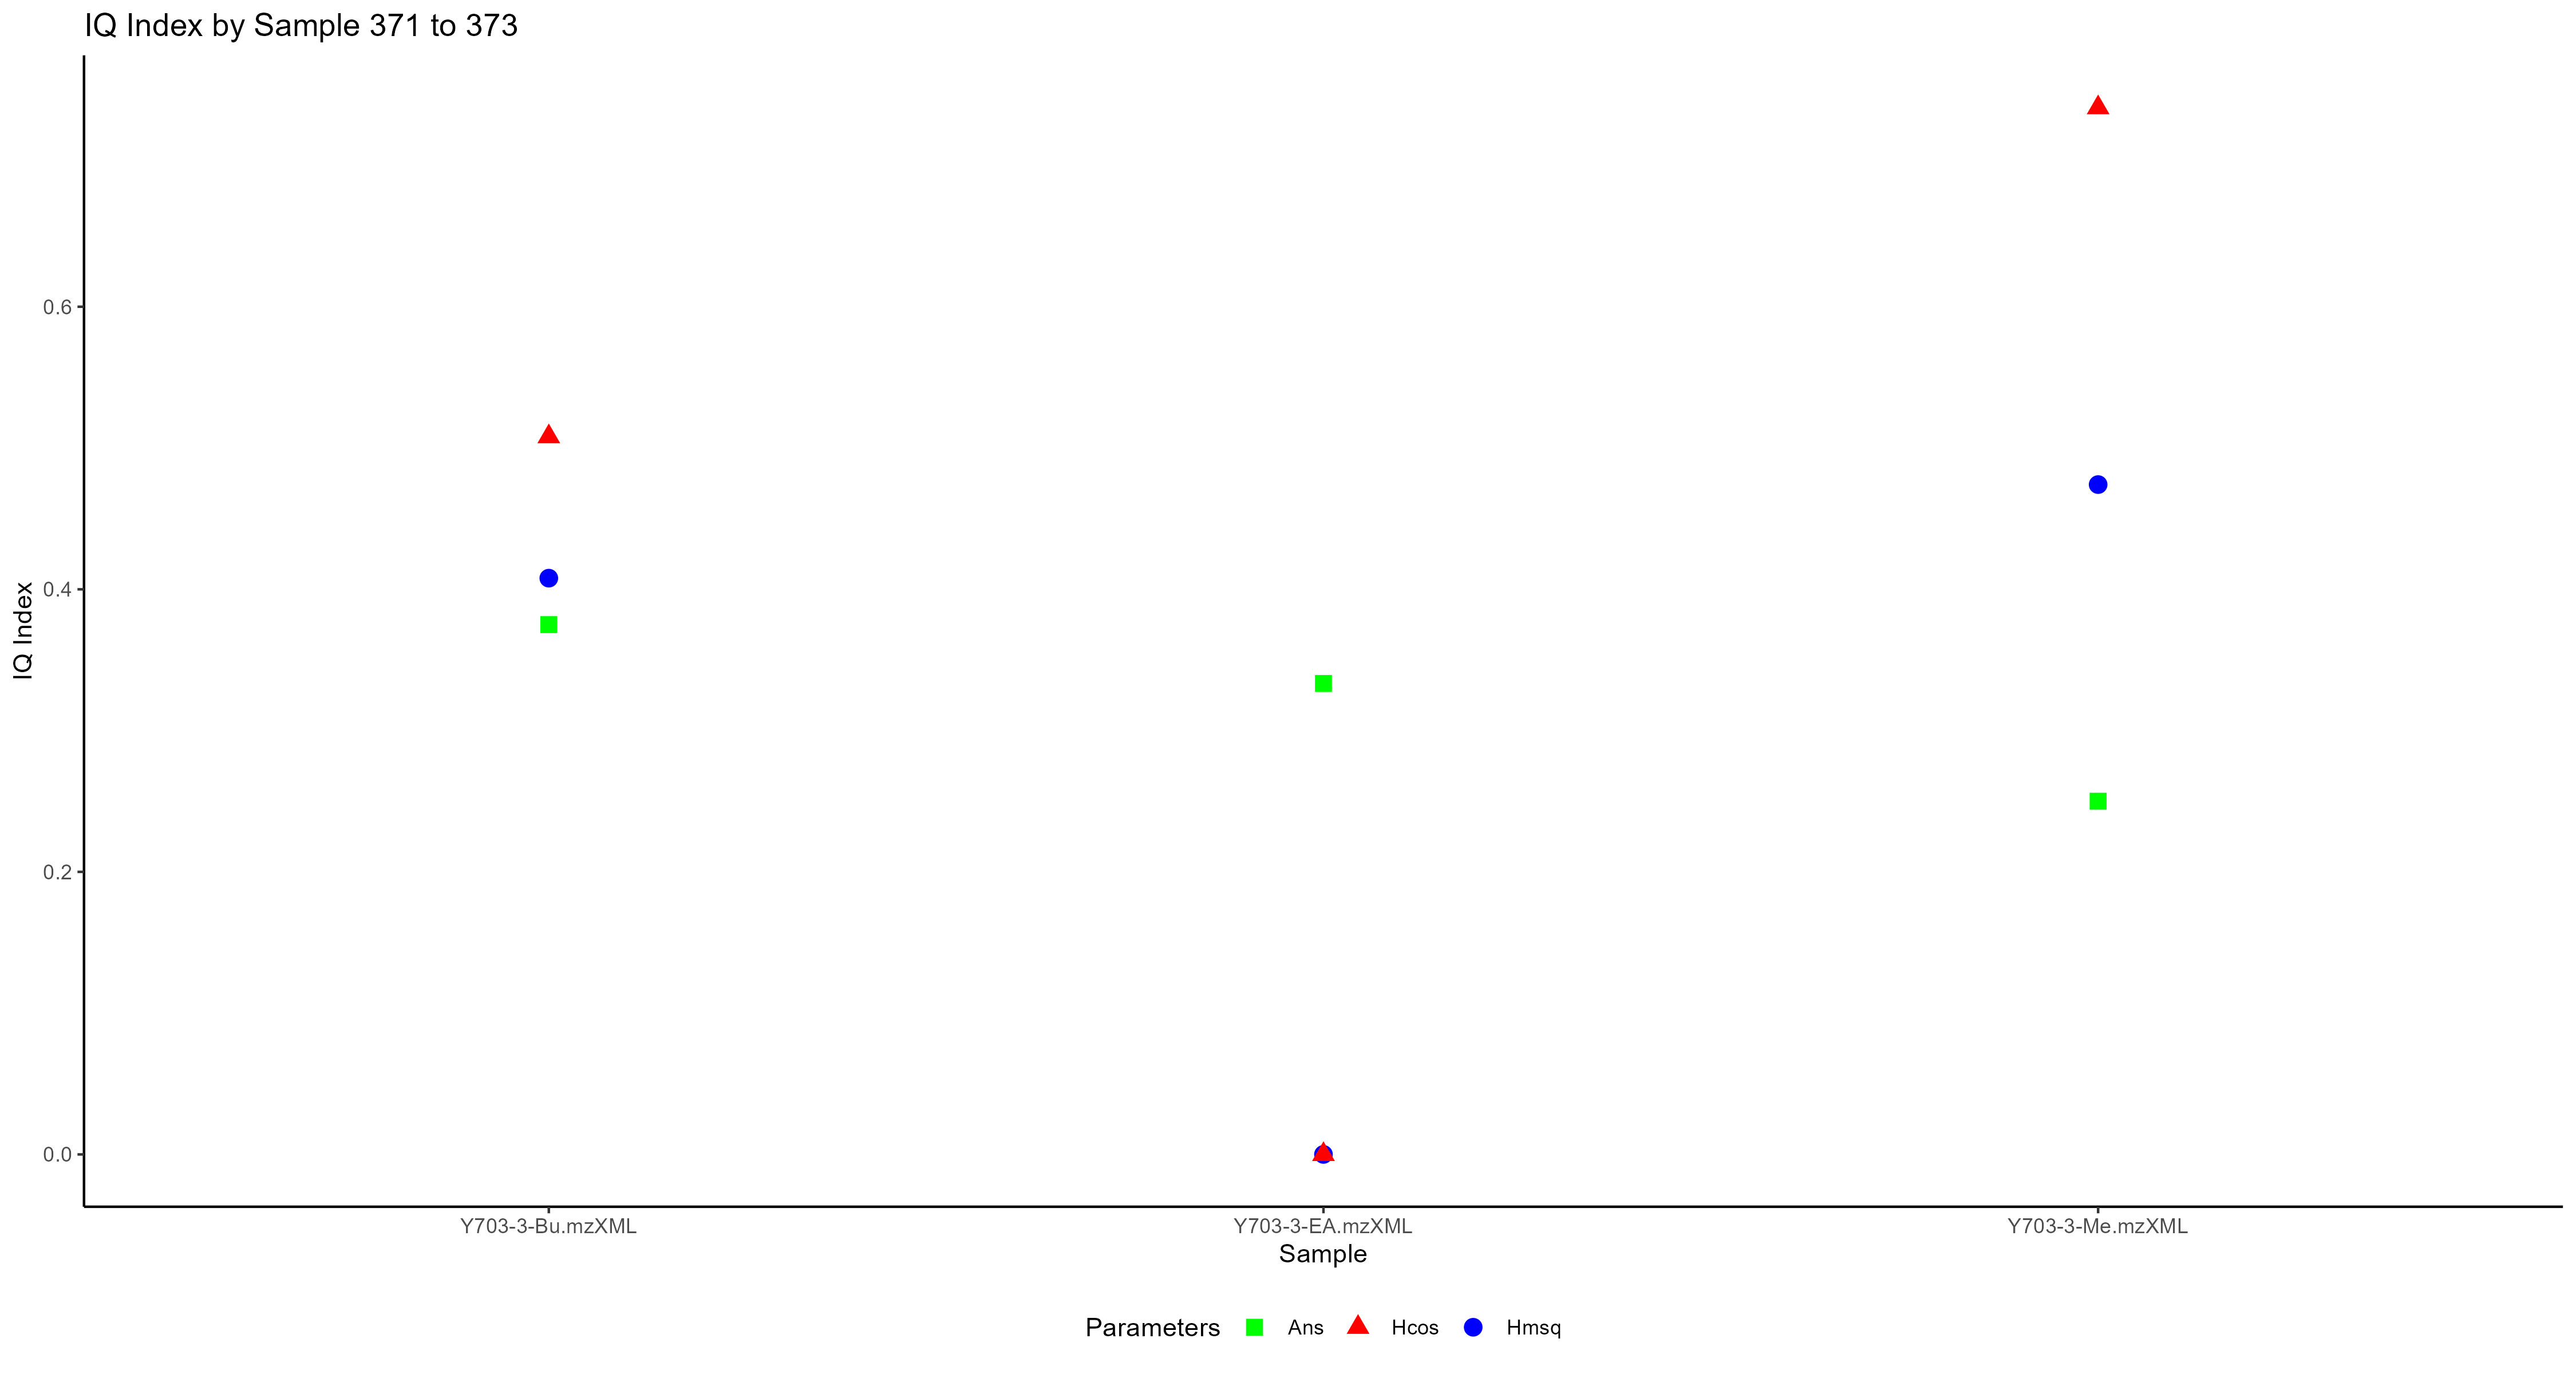 IQ Index by Sample 371 to 373
IQ Index
0.6
0.4
0.2
0.0
Y703-3-Bu.mzXML Y703-3-EA.mzXML Y703-3-Me.mzXML
Sample
Parameters Ans Hcos Hmsq